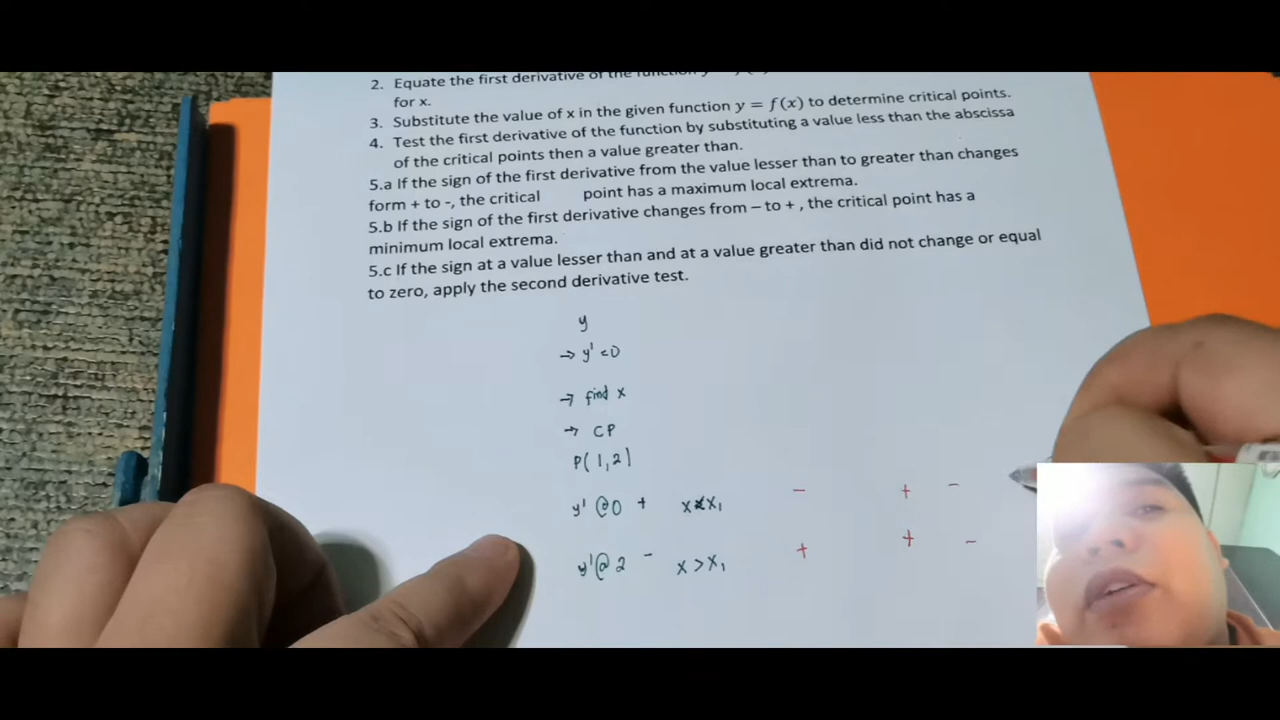 2. Equate the first derivative of the function y
for x.
3. Substitute the value of x in the given function y = f(x) to determine critical points.
4. Test the first derivative of the function by substituting a value less than the abscissa
of the critical points then a value greater than.
5.a If the sign of the first derivative from the value lesser than to greater than changes
form + to -, the critical point has a maximum local extrema.
5.b If the sign of the first derivative changes from – to + , the critical point has a
minimum local extrema.
5.c If the sign at a value lesser than and at a value greater than did not change or equal
to zero, apply the second derivative test.
y
→ y' = 0
→ find x
→ CP
P(1,2)
y' @0 + x<x₁ - + -
y'@ 2 - x>x₁ + + -